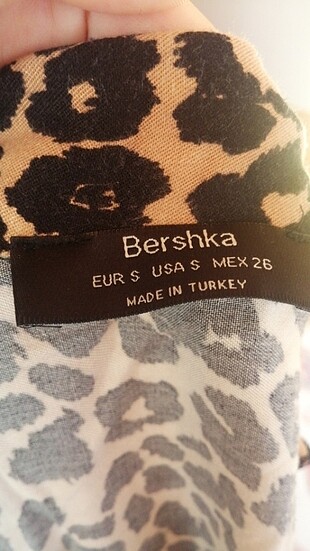 Bershka
EUR S USA S MEX 26
MADE IN TURKEY